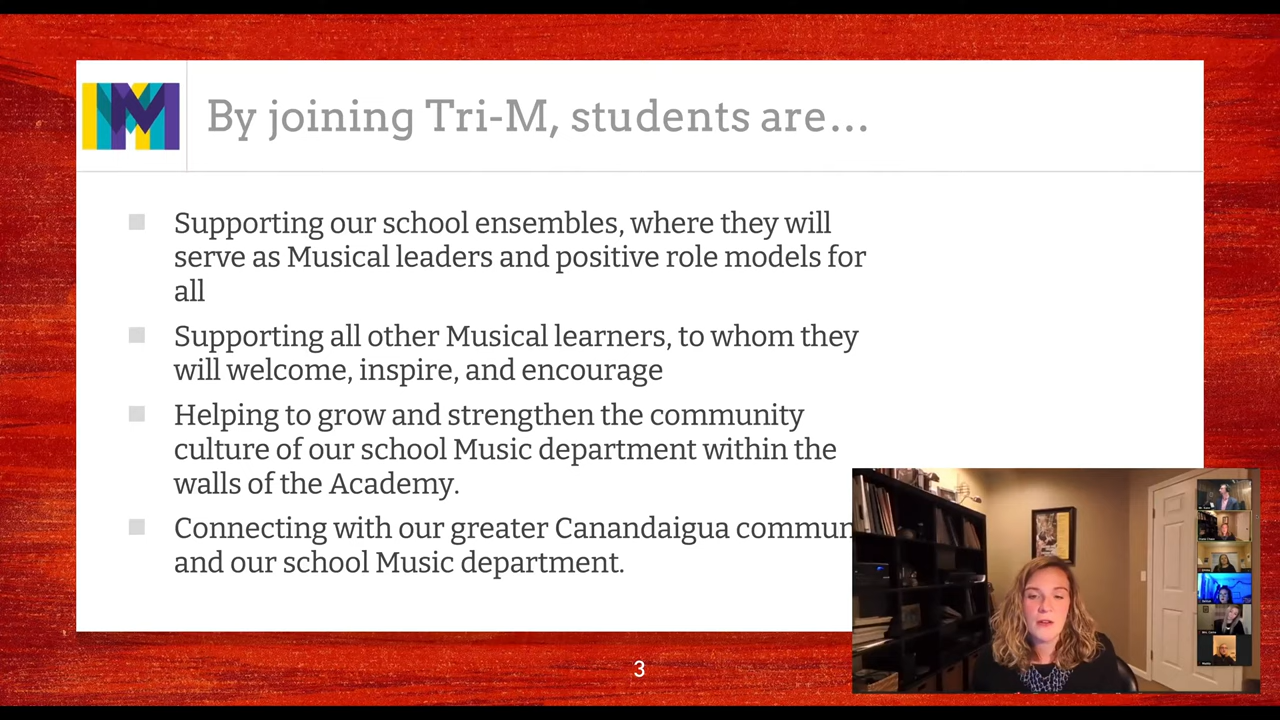 By joining Tri-M, students are...
Supporting our school ensembles, where they will
serve as Musical leaders and positive role models for
all
Supporting all other Musical learners, to whom they
will welcome, inspire, and encourage
Helping to grow and strengthen the community
culture of our school Music department within the
walls of the Academy.
Connecting with our greater Canandaigua commun
and our school Music department.
3